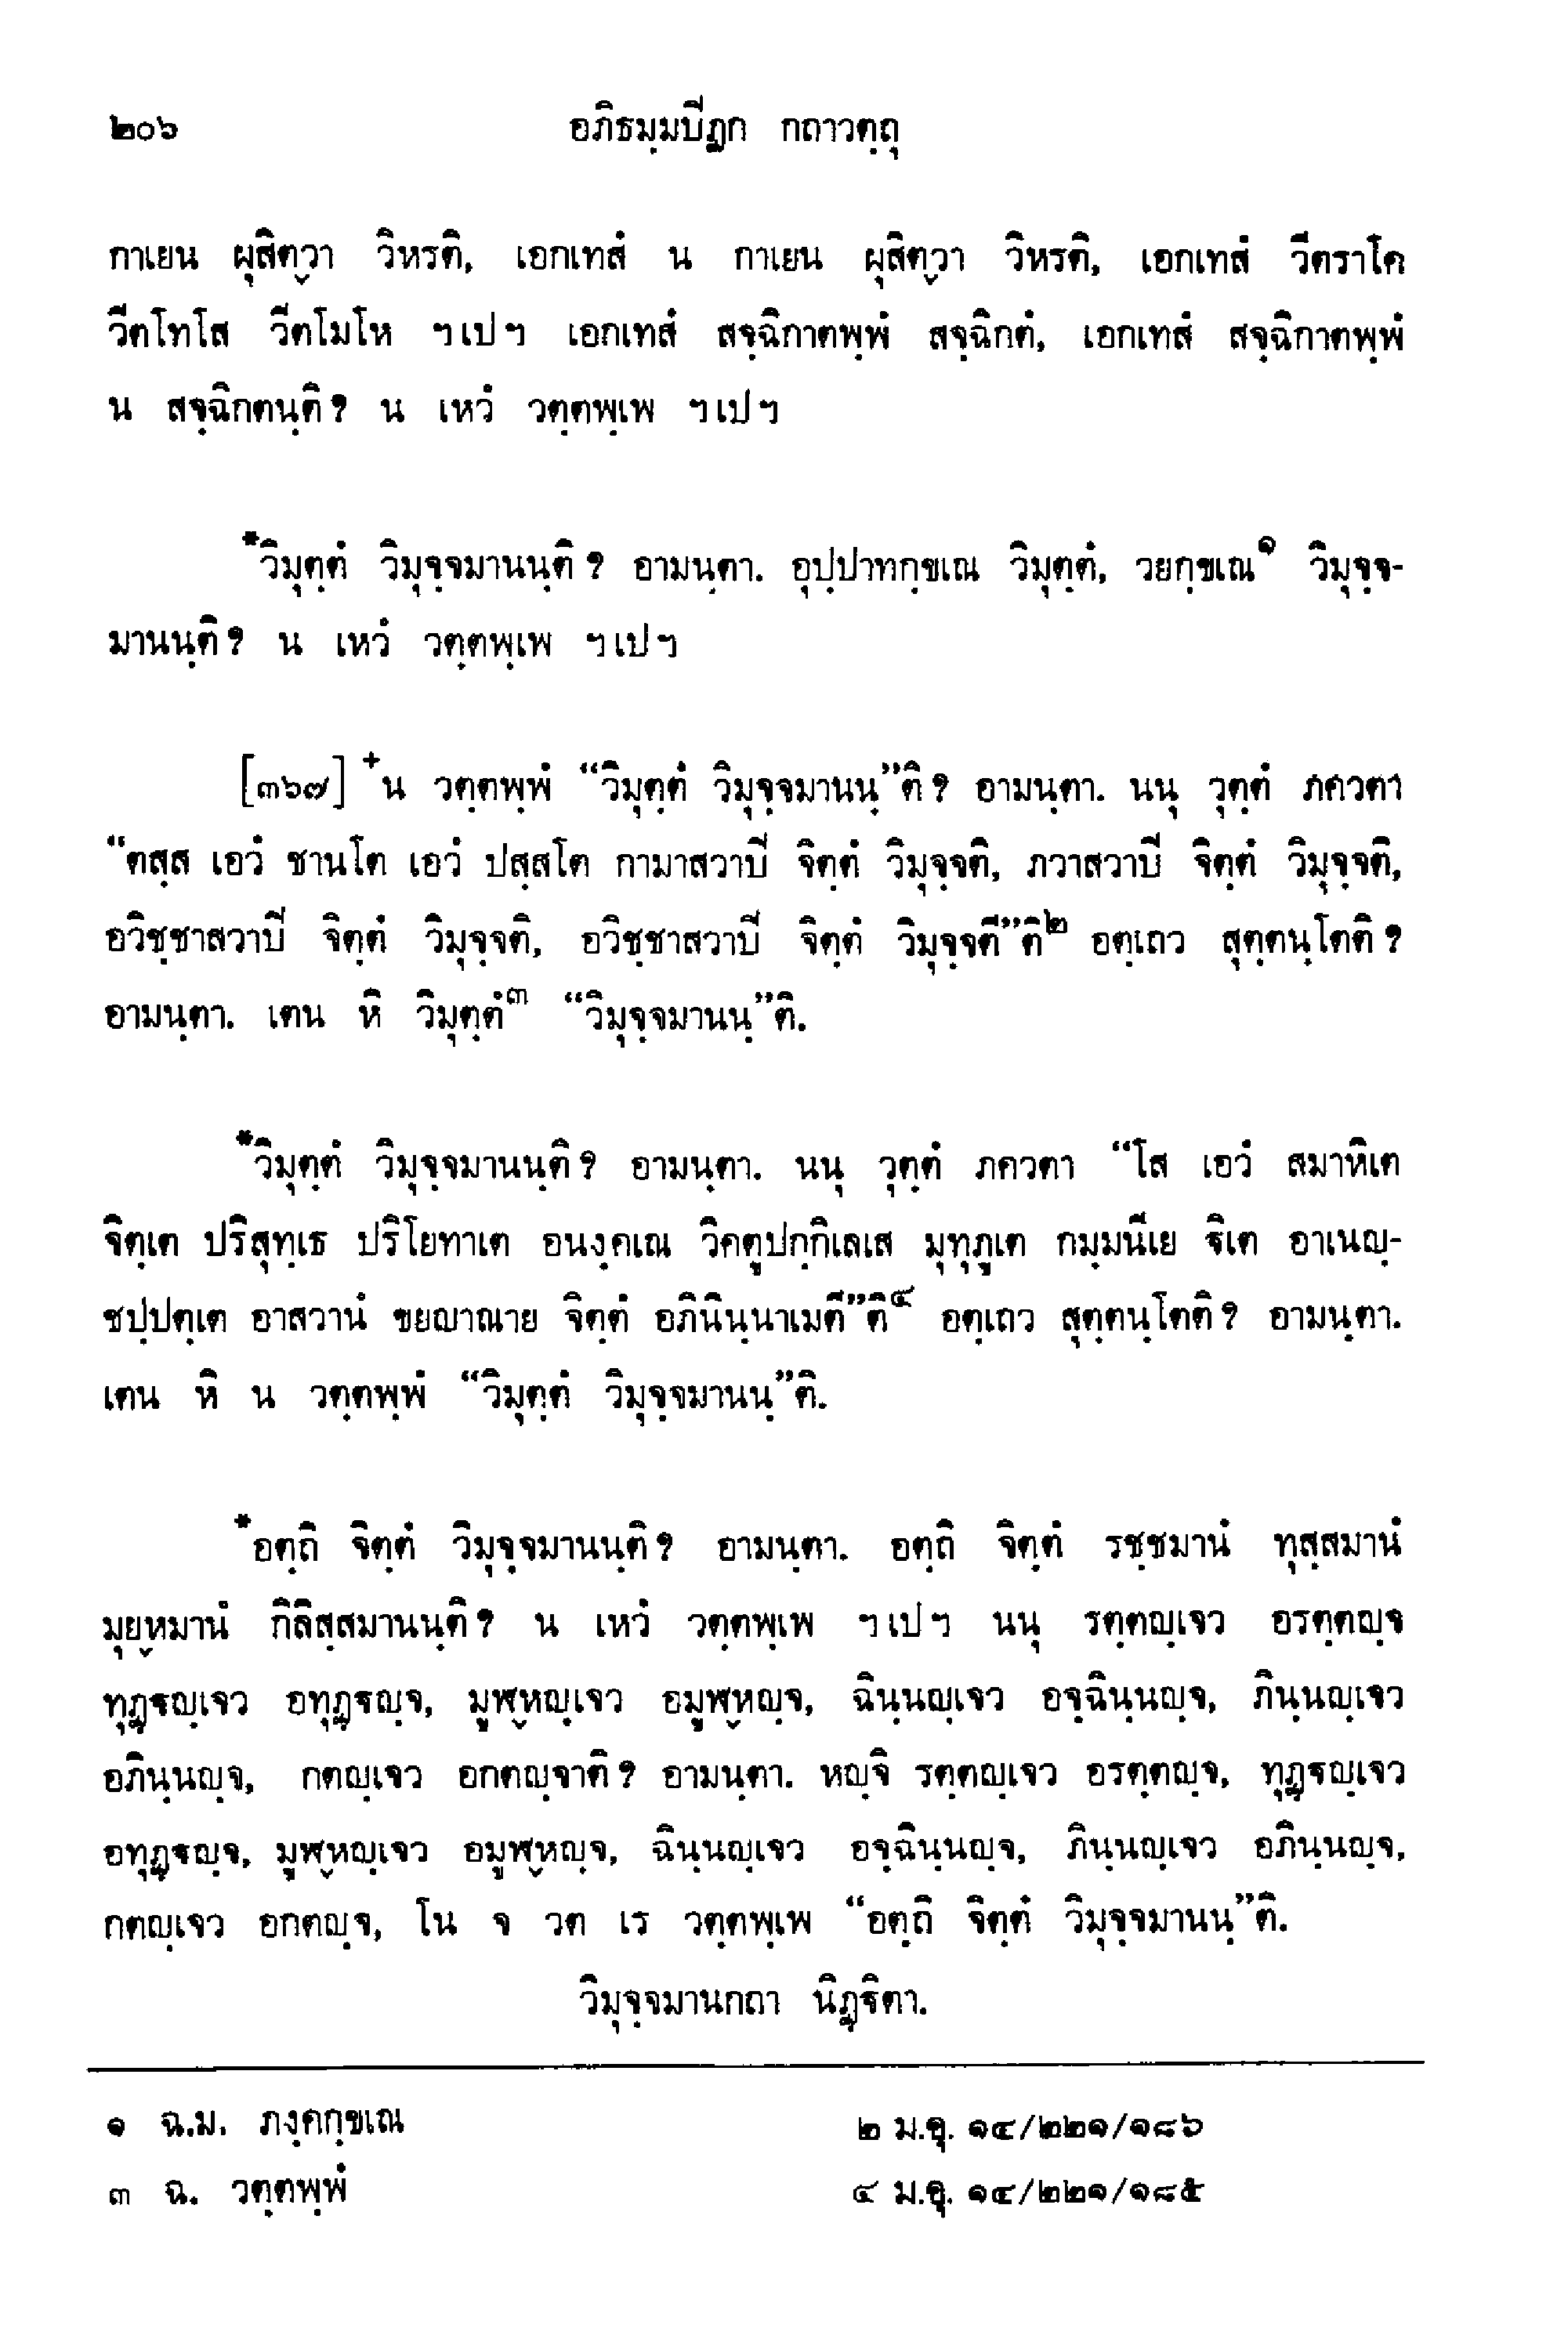 ๒๐๖ อภิธมฺมปิฏก กถาวตฺถุ
กาเยน ผุสิตฺวา วิหรติ, เอกเทสํ น กาเยน ผุสิตฺวา วิหรติ, เอกเทสํ วีตราโค
วีตโทโส วีตโมโห ฯเปฯ เอกเทสํ สจฺฉิกาตพฺพํ สจฺฉิกตํ, เอกเทสํ สจฺฉิกาตพฺพํ
น สจฺฉิกตนฺติ? น เหวํ วตฺตพฺเพ ฯเปฯ
*วิมุตฺตํ วิมุจฺจมานนฺติ? อามนฺตา. อุปฺปาทกฺขเณ วิมุตฺตํ, วยกฺขเณ๑ วิมุจฺจ-
มานนฺติ? น เหวํ วตฺตพฺเพ ฯเปฯ
[๓๖๗] +น วตฺตพฺพํ “วิมุตฺตํ วิมุจฺจมานนฺ”ติ? อามนฺตา. นนุ วุตฺตํ ภควตา
“ตสฺส เอวํ ชานโต เอวํ ปสฺสโต กามาสวาปิ จิตฺตํ วิมุจฺจติ, ภวาสวาปิ จิตฺตํ วิมุจฺจติ,
อวิชฺชาสวาปิ จิตฺตํ วิมุจฺจติ, อวิชฺชาสวาปิ จิตฺตํ วิมุจฺจตี”ติ๒ อตฺเถว สุตฺตนฺโตติ?
อามนฺตา. เตน หิ วิมุตฺตํ๓ “วิมุจฺจมานนฺ”ติ.
*วิมุตฺตํ วิมุจฺจมานนฺติ? อามนฺตา. นนุ วุตฺตํ ภควตา “โส เอวํ สมาหิเต
จิตฺเต ปริสุทฺเธ ปริโยทาเต อนงฺคเณ วิคตูปกฺกิเลเส มุทุภูเต กมฺมนีเย ฐิเต อาเนญฺ-
ชปฺปตฺเต อาสวานํ ขยญาณาย จิตฺตํ อภินินฺนาเมตี”ติ๔ อตฺเถว สุตฺตนฺโตติ? อามนฺตา.
เตน หิ น วตฺตพฺพํ “วิมุตฺตํ วิมุจฺจมานนฺ”ติ.
*อตฺถิ จิตฺตํ วิมุจฺจมานนฺติ? อามนฺตา. อตฺถิ จิตฺตํ รชฺชมานํ ทุสฺสมานํ
มุยฺหมานํ กิลิสฺสมานนฺติ? น เหวํ วตฺตพฺเพ ฯเปฯ นนุ รตฺตญฺเจว อรตฺตญฺจ
ทุฏฺฐญฺเจว อทุฏฺฐญฺจ, มูฬฺหญฺเจว อมูฬฺหญฺจ, ฉินฺนญฺเจว อจฺฉินฺนญฺจ, ภินฺนญฺเจว
อภินฺนญฺจ, กตญฺเจว อกตญฺจาติ? อามนฺตา. หญฺจิ รตฺตญฺเจว อรตฺตญฺจ, ทุฏฺฐญฺเจว
อทุฏฺฐญฺจ, มูฬฺหญฺเจว อมูฬฺหญฺจ, ฉินฺนญฺเจว อจฺฉินฺนญฺจ, ภินฺนญฺเจว อภินฺนญฺจ,
กตญฺเจว อกตญฺจ, โน จ วต เร วตฺตพฺเพ “อตฺถิ จิตฺตํ วิมุจฺจมานนฺ”ติ.
วิมุจฺจมานกถา นิฏฺฐิตา.
๑ ฉ.ม. ภงฺคกฺขเณ ๒ ม.อุ. ๑๔/๒๒๑/๑๘๖
๓ ฉ. วตฺตพฺพํ ๔ ม.อุ. ๑๔/๒๒๑/๑๘๕